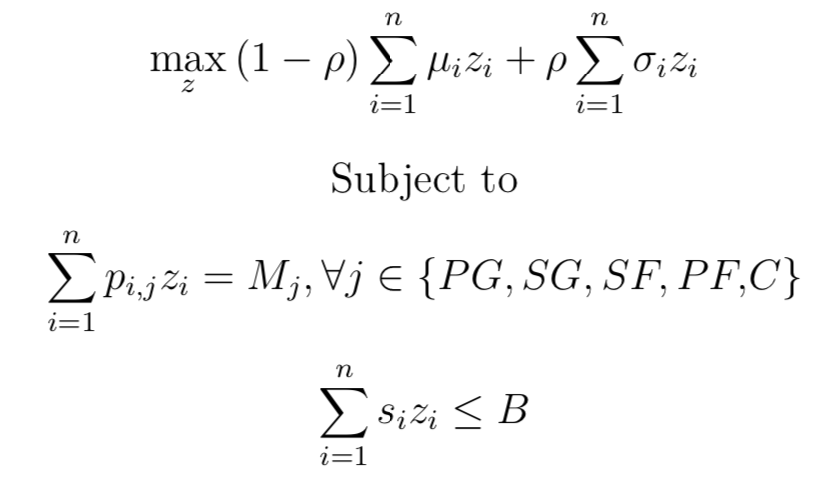 max_z (1 − ρ) ∑_{i=1}^{n} μ_i z_i + ρ ∑_{i=1}^{n} σ_i z_i
Subject to
∑_{i=1}^{n} p_{i,j} z_i = M_j, ∀j ∈ {PG, SG, SF, PF,C}
∑_{i=1}^{n} s_i z_i ≤ B